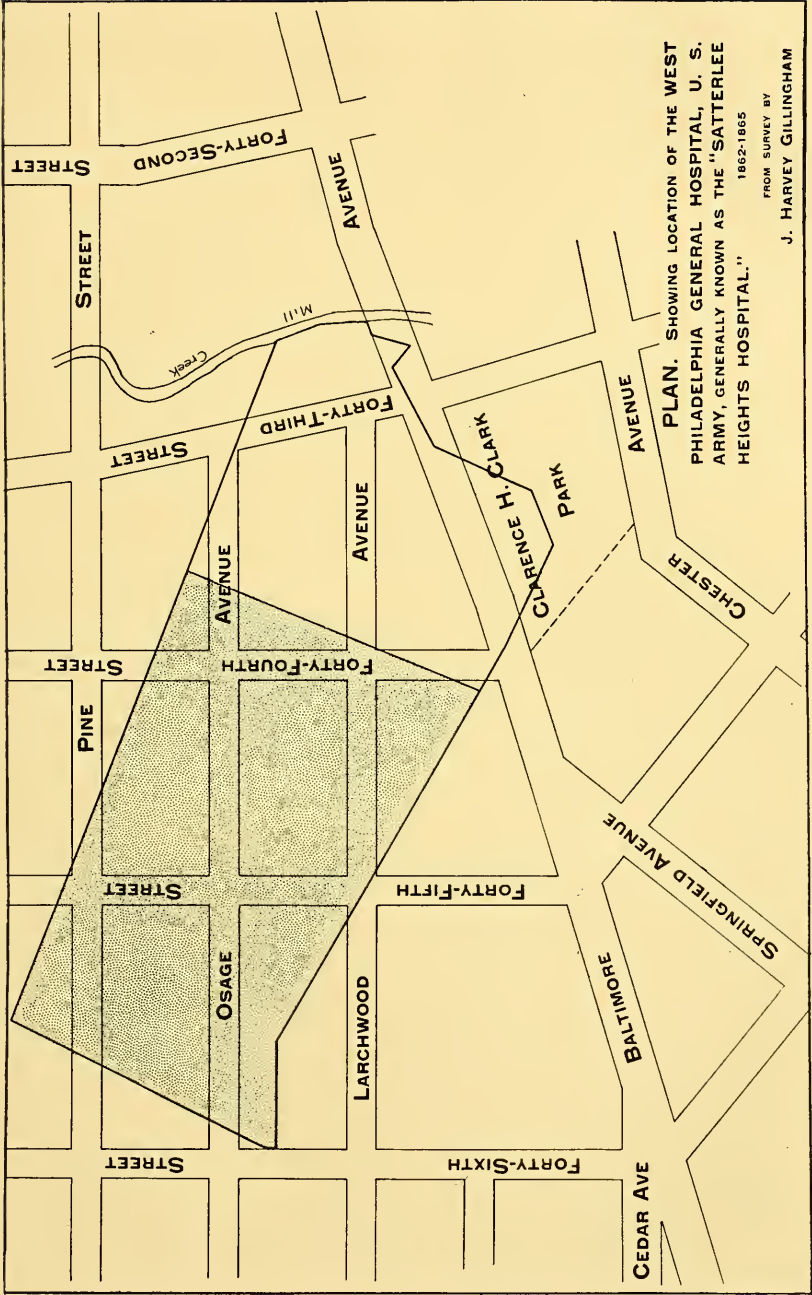 PLAN. SHOWING LOCATION OF THE WEST
PHILADELPHIA GENERAL HOSPITAL, U. S.
ARMY, GENERALLY KNOWN AS THE "SATTERLEE
HEIGHTS HOSPITAL." 1862-1865
FROM SURVEY BY
J. HARVEY GILLINGHAM
PINE STREET
OSAGE AVENUE
LARCHWOOD AVENUE
BALTIMORE AVENUE
CEDAR AVE
CHESTER AVENUE
SPRINGFIELD AVENUE
FORTY-SECOND STREET
FORTY-THIRD STREET
FORTY-FOURTH STREET
FORTY-FIFTH STREET
FORTY-SIXTH STREET
Mill Creek
CLARENCE H. CLARK
PARK